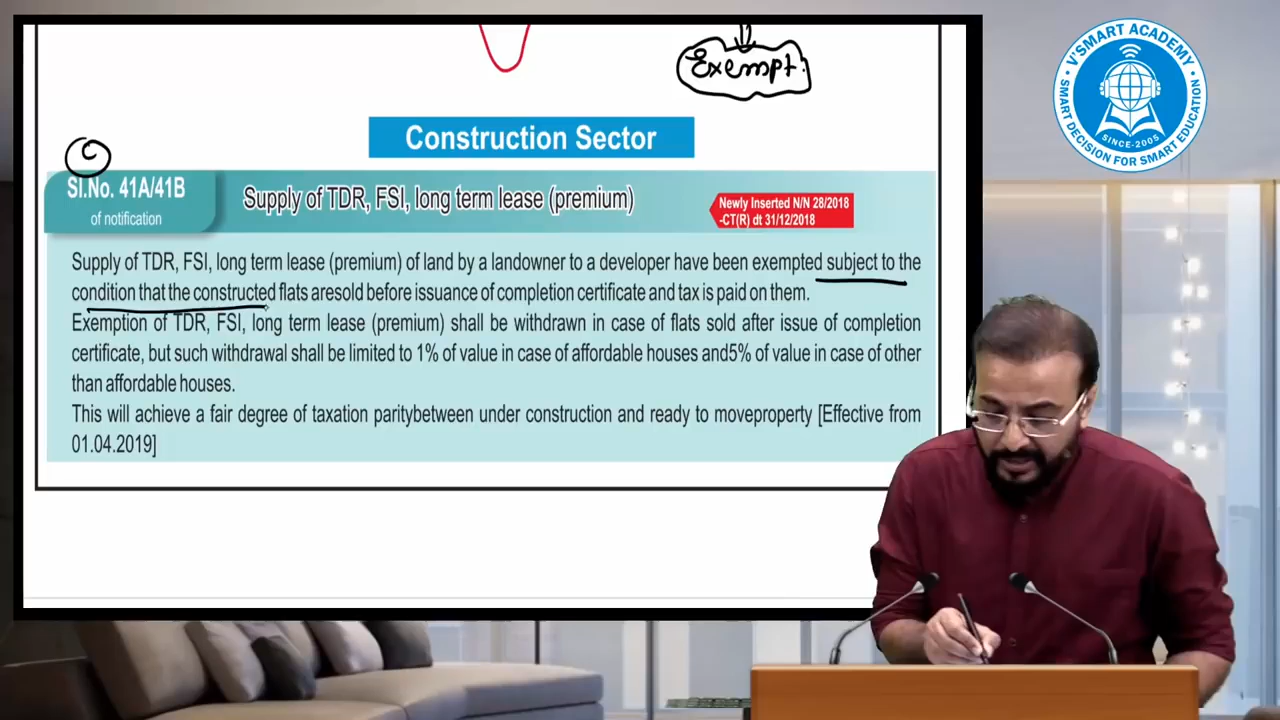 Exempt.
Construction Sector
C
Sl.No. 41A/41B
of notification
Supply of TDR, FSI, long term lease (premium)
Newly Inserted N/N 28/2018
-CT(R) dt 31/12/2018
Supply of TDR, FSI, long term lease (premium) of land by a landowner to a developer have been exempted subject to the
condition that the constructed flats aresold before issuance of completion certificate and tax is paid on them.
Exemption of TDR, FSI, long term lease (premium) shall be withdrawn in case of flats sold after issue of completion
certificate, but such withdrawal shall be limited to 1% of value in case of affordable houses and5% of value in case of other
than affordable houses.
This will achieve a fair degree of taxation paritybetween under construction and ready to moveproperty [Effective from
01.04.2019]
V'SMART ACADEMY
SMART DECISION FOR SMART EDUCATION
SINCE-2005